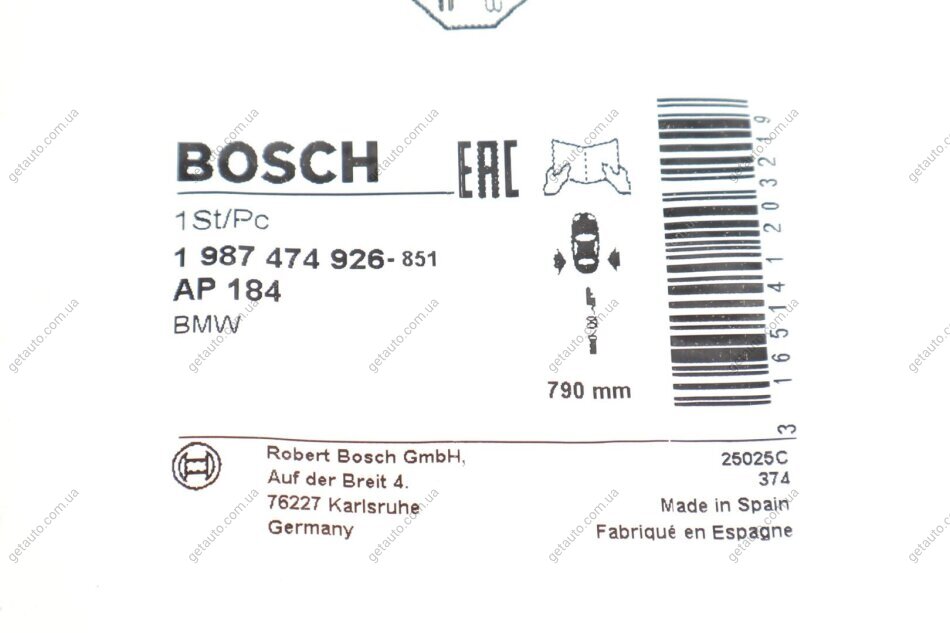 BOSCH
EAC
1St/Pc
1 987 474 926-851
AP 184
BMW
790 mm
3 165141 203219
Robert Bosch GmbH,
Auf der Breit 4.
76227 Karlsruhe
Germany
25025C
374
Made in Spain
Fabriqué en Espagne
getauto.com.ua